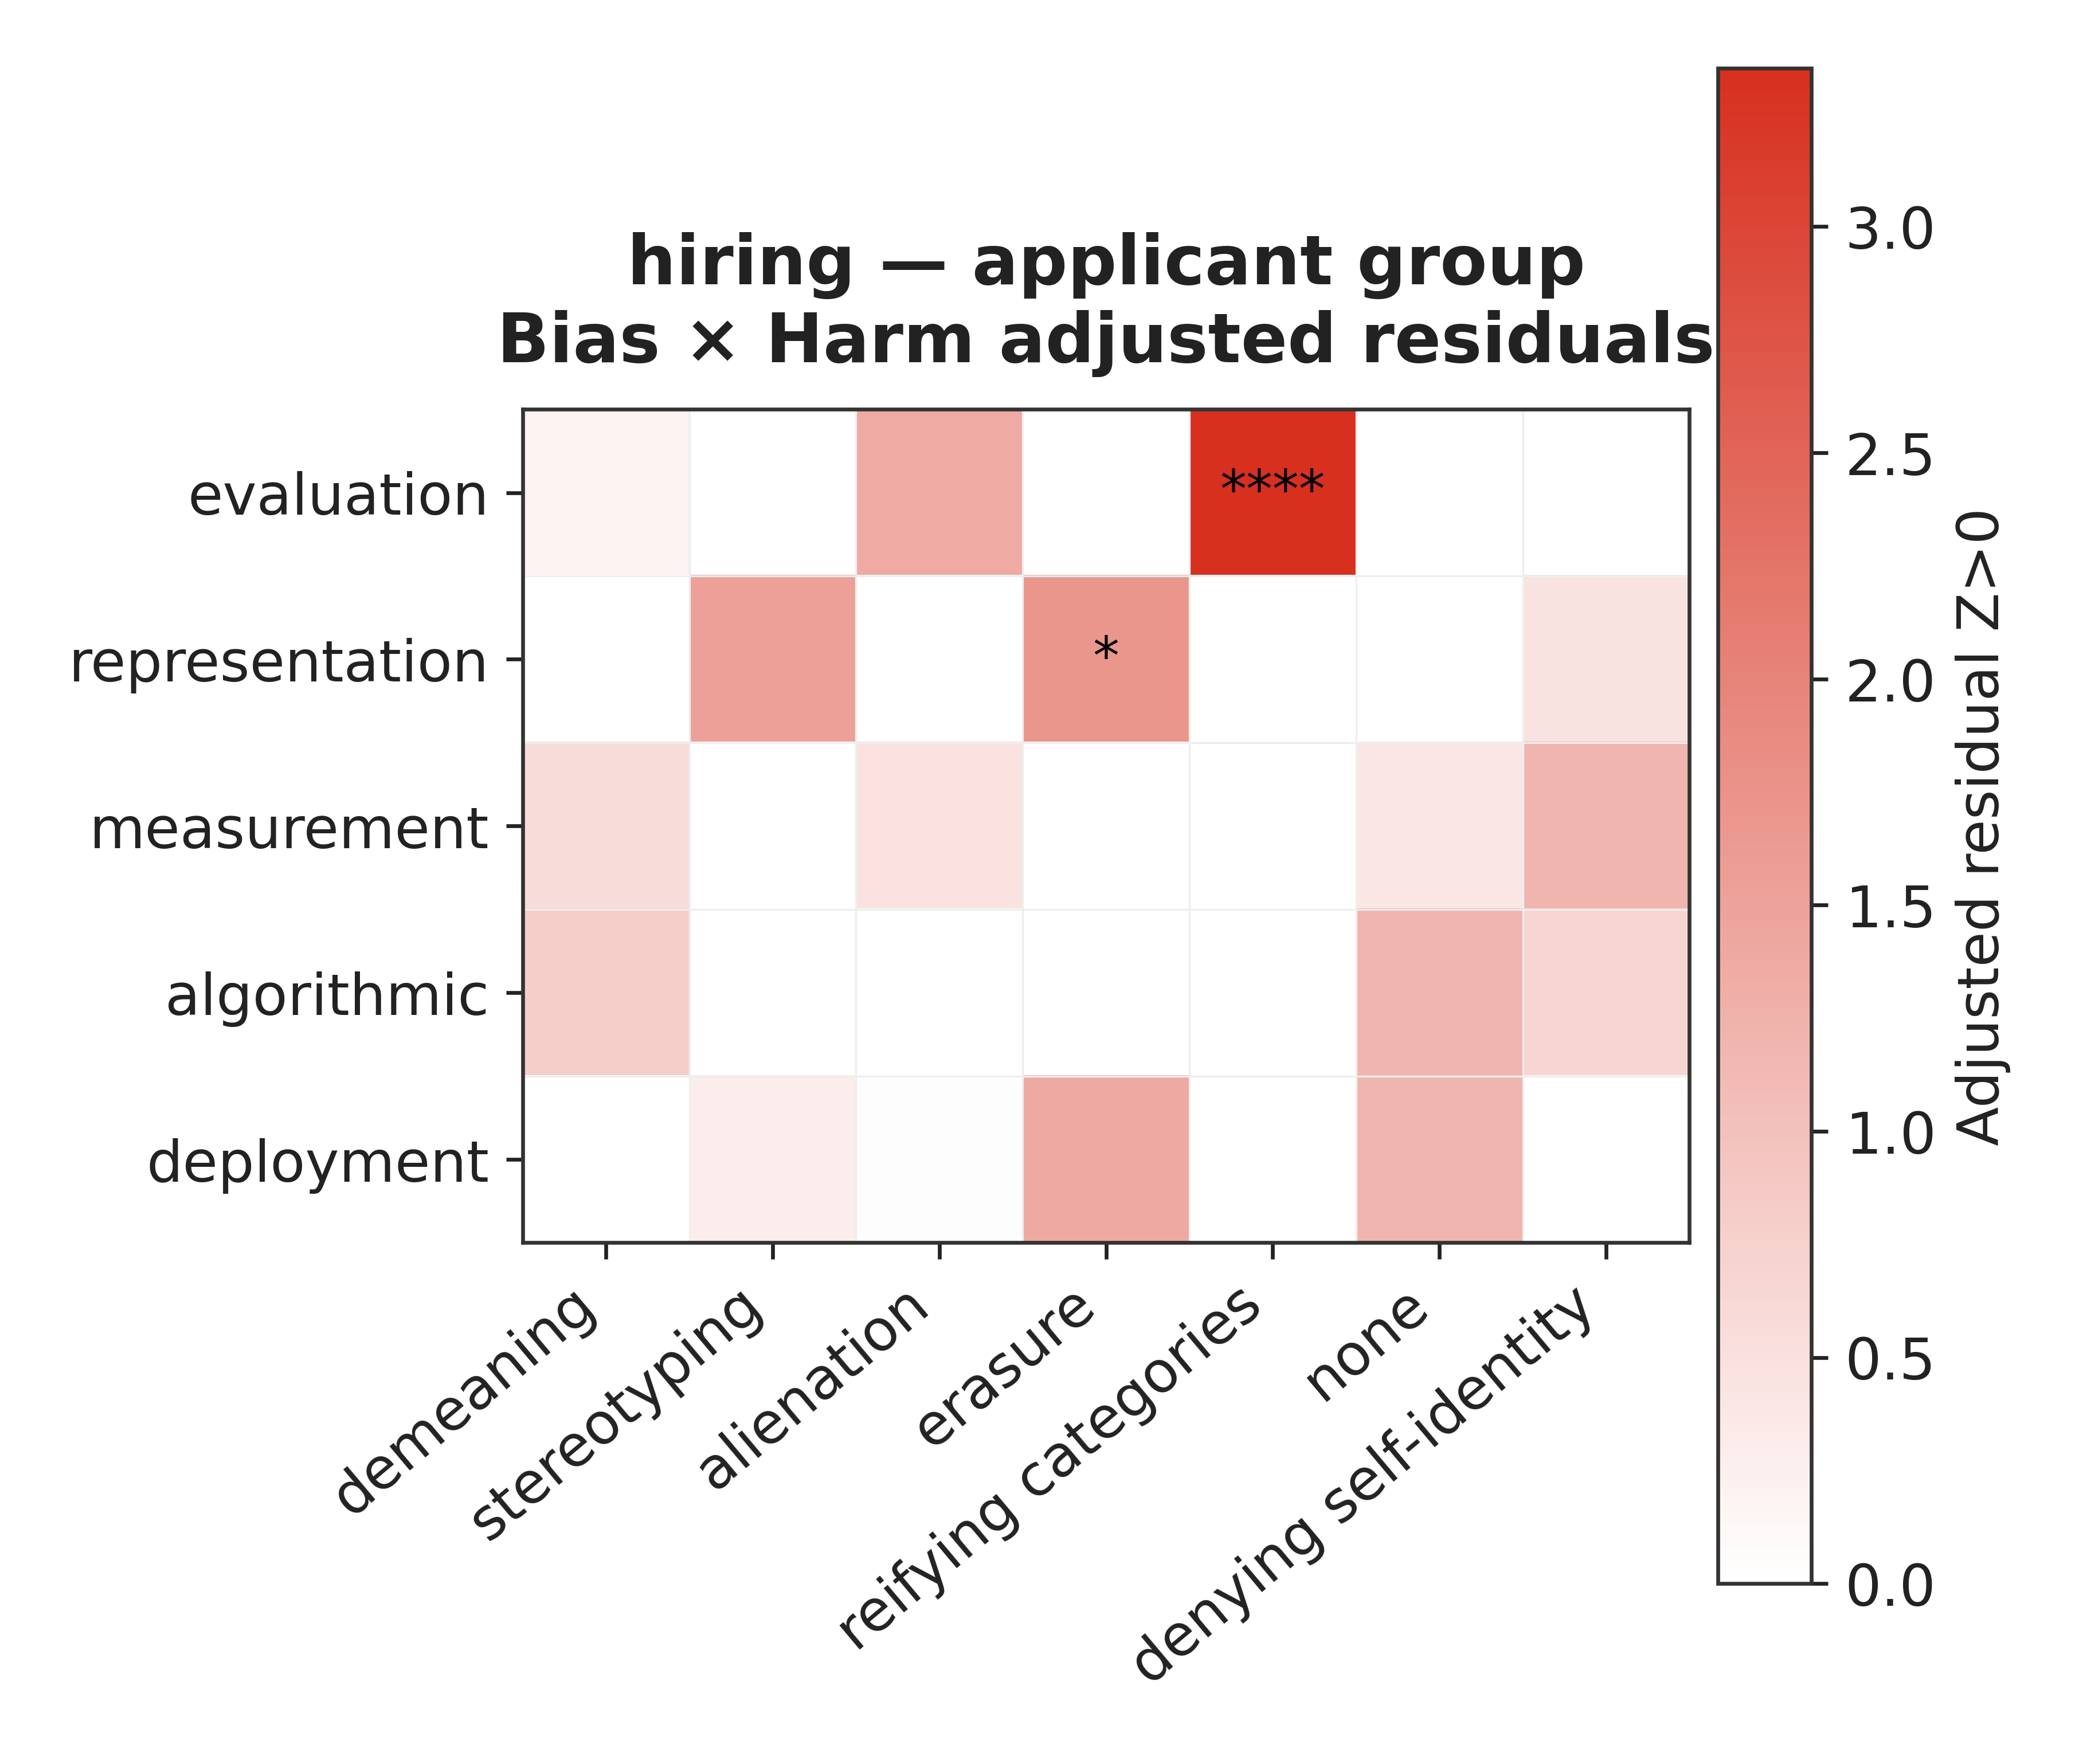 hiring — applicant group
Bias × Harm adjusted residuals
evaluation
representation
measurement
algorithmic
deployment
****
*
demeaning
stereotyping
alienation
erasure
reifying categories
none
denying self-identity
3.0
2.5
2.0
1.5
1.0
0.5
0.0
Adjusted residual Z>0